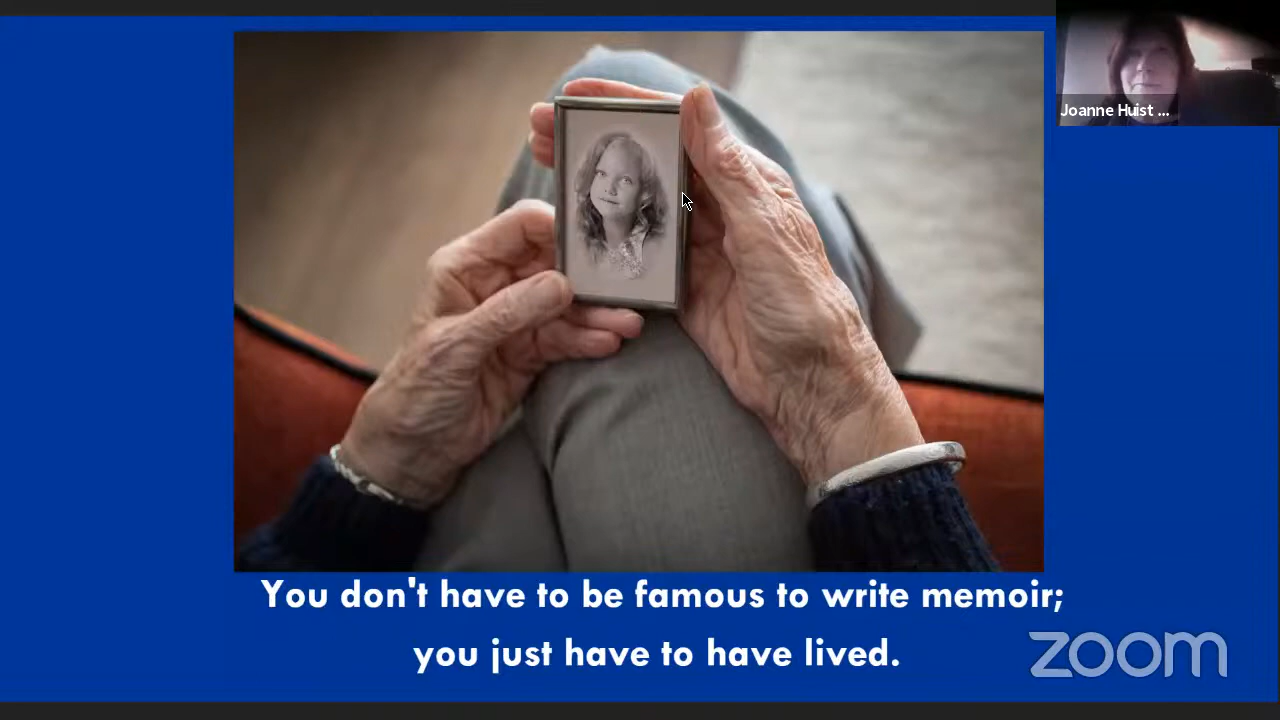 Joanne Huist ...
You don't have to be famous to write memoir;
you just have to have lived.
zoom